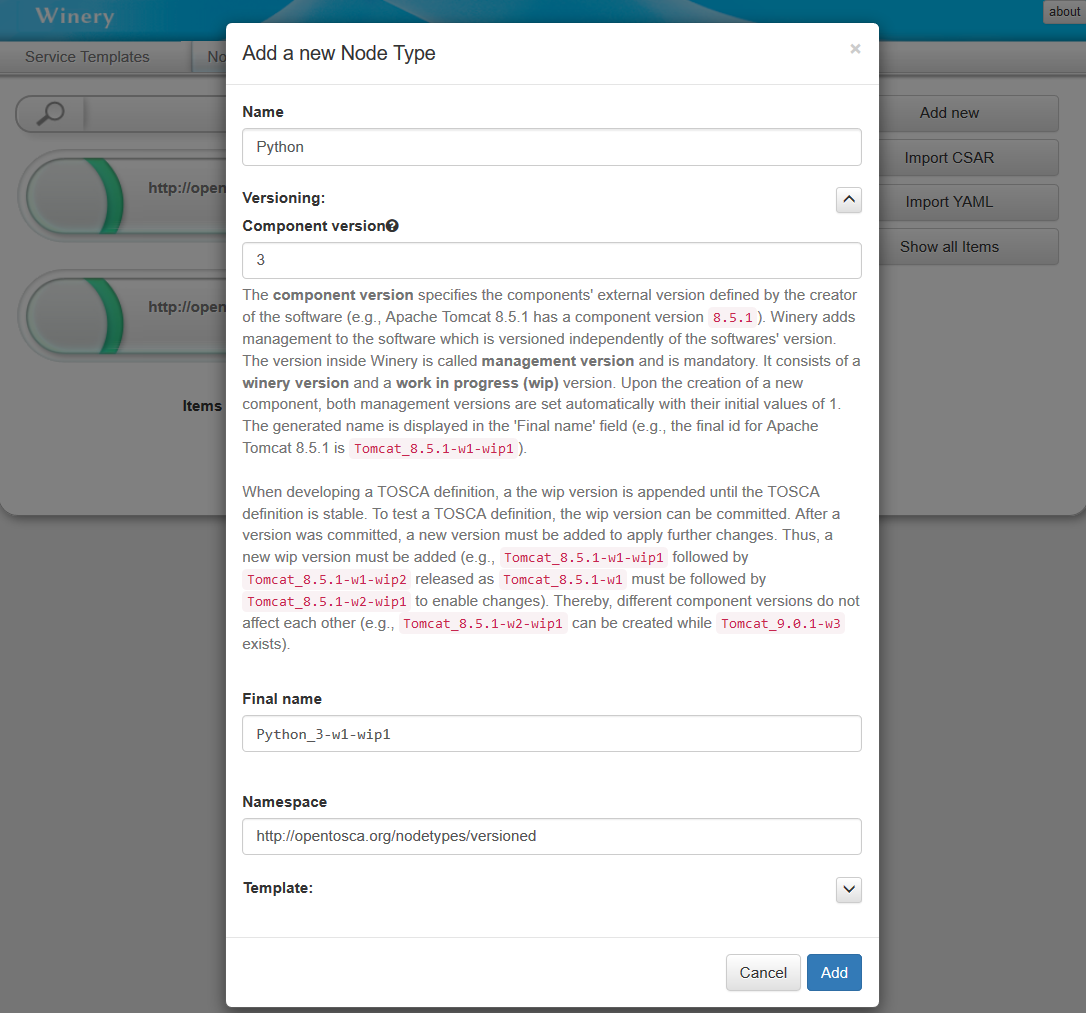 Winery
about
Service Templates
No
Add a new Node Type
×
Name
Python
Versioning:
Component version
3
The component version specifies the components' external version defined by the creator
of the software (e.g., Apache Tomcat 8.5.1 has a component version 8.5.1 ). Winery adds
management to the software which is versioned independently of the softwares' version.
The version inside Winery is called management version and is mandatory. It consists of a
winery version and a work in progress (wip) version. Upon the creation of a new
component, both management versions are set automatically with their initial values of 1.
The generated name is displayed in the 'Final name' field (e.g., the final id for Apache
Tomcat 8.5.1 is Tomcat_8.5.1-w1-wip1 ).
When developing a TOSCA definition, a the wip version is appended until the TOSCA
definition is stable. To test a TOSCA definition, the wip version can be committed. After a
version was committed, a new version must be added to apply further changes. Thus, a
new wip version must be added (e.g., Tomcat_8.5.1-w1-wip1 followed by
Tomcat_8.5.1-w1-wip2 released as Tomcat_8.5.1-w1 must be followed by
Tomcat_8.5.1-w2-wip1 to enable changes). Thereby, different component versions do not
affect each other (e.g., Tomcat_8.5.1-w2-wip1 can be created while Tomcat_9.0.1-w3
exists).
Final name
Python_3-w1-wip1
Namespace
http://opentosca.org/nodetypes/versioned
Template:
Cancel
Add
http://open
http://open
Items
Add new
Import CSAR
Import YAML
Show all Items